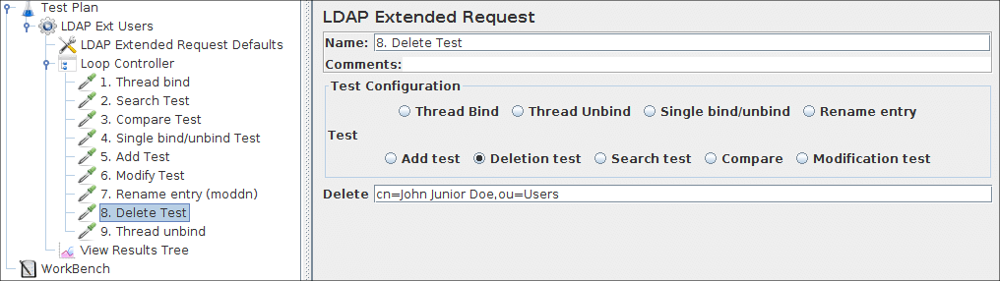 Test Plan
LDAP Ext Users
LDAP Extended Request Defaults
Loop Controller
1. Thread bind
2. Search Test
3. Compare Test
4. Single bind/unbind Test
5. Add Test
6. Modify Test
7. Rename entry (moddn)
8. Delete Test
9. Thread unbind
View Results Tree
WorkBench
LDAP Extended Request
Name: 8. Delete Test
Comments:
Test Configuration
Thread Bind Thread Unbind Single bind/unbind Rename entry
Test
Add test Deletion test Search test Compare Modification test
Delete cn=John Junior Doe,ou=Users